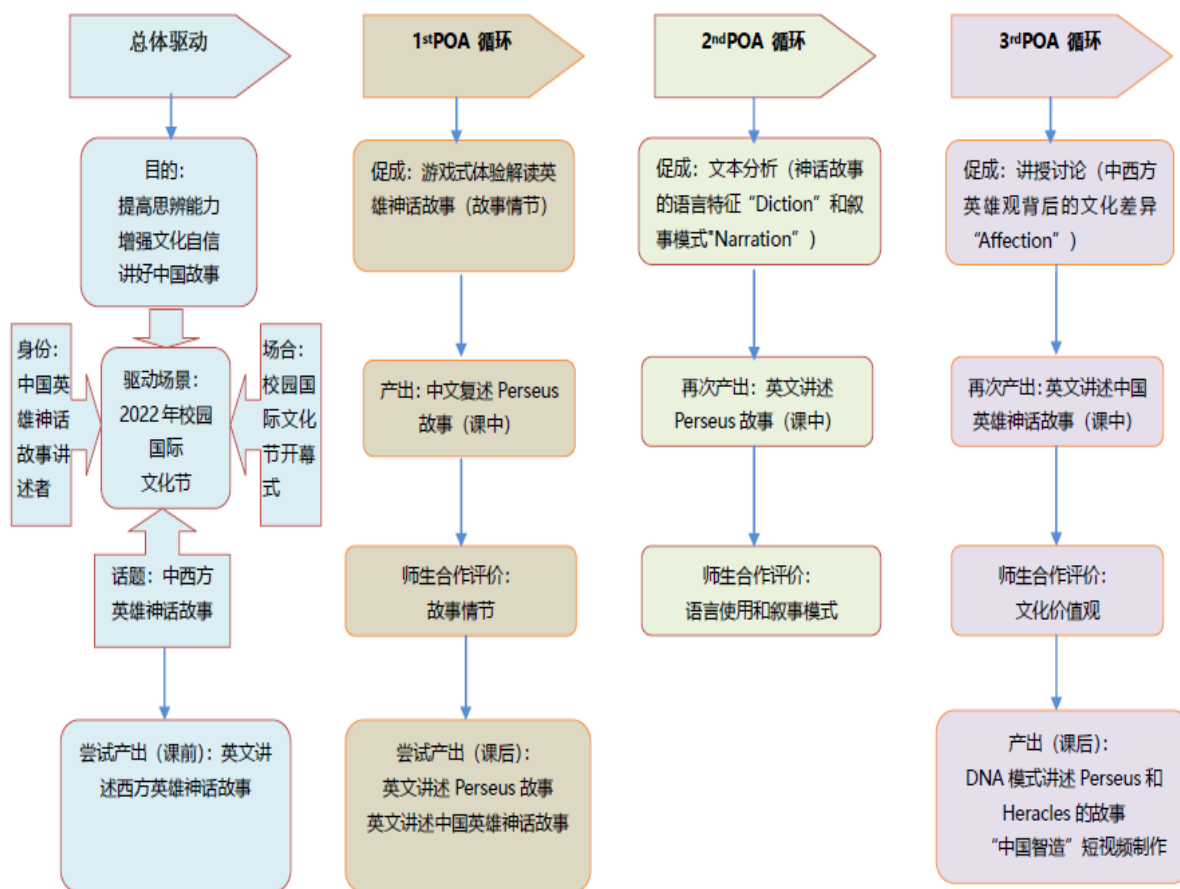 总体驱动
目的：
提高思辨能力
增强文化自信
讲好中国故事
身份：
中国英
雄神话
故事讲
述者
驱动场景：
2022年校园
国际
文化节
场合：
校园国
际文化
节开幕
式
话题：中西方
英雄神话故事
尝试产出（课前）：英文讲
述西方英雄神话故事
1stPOA 循环
促成：游戏式体验解读英
雄神话故事（故事情节）
产出：中文复述 Perseus
故事（课中）
师生合作评价：
故事情节
尝试产出（课后）：
英文讲述 Perseus 故事
英文讲述中国英雄神话故事
2ndPOA 循环
促成：文本分析（神话故事
的语言特征“Diction”和叙
事模式"Narration”）
再次产出：英文讲述
Perseus 故事（课中）
师生合作评价：
语言使用和叙事模式
3rdPOA 循环
促成：讲授讨论（中西方
英雄观背后的文化差异
“Affection”）
再次产出：英文讲述中国
英雄神话故事（课中）
师生合作评价：
文化价值观
产出（课后）：
DNA 模式讲述 Perseus 和
Heracles 的故事
“中国智造”短视频制作